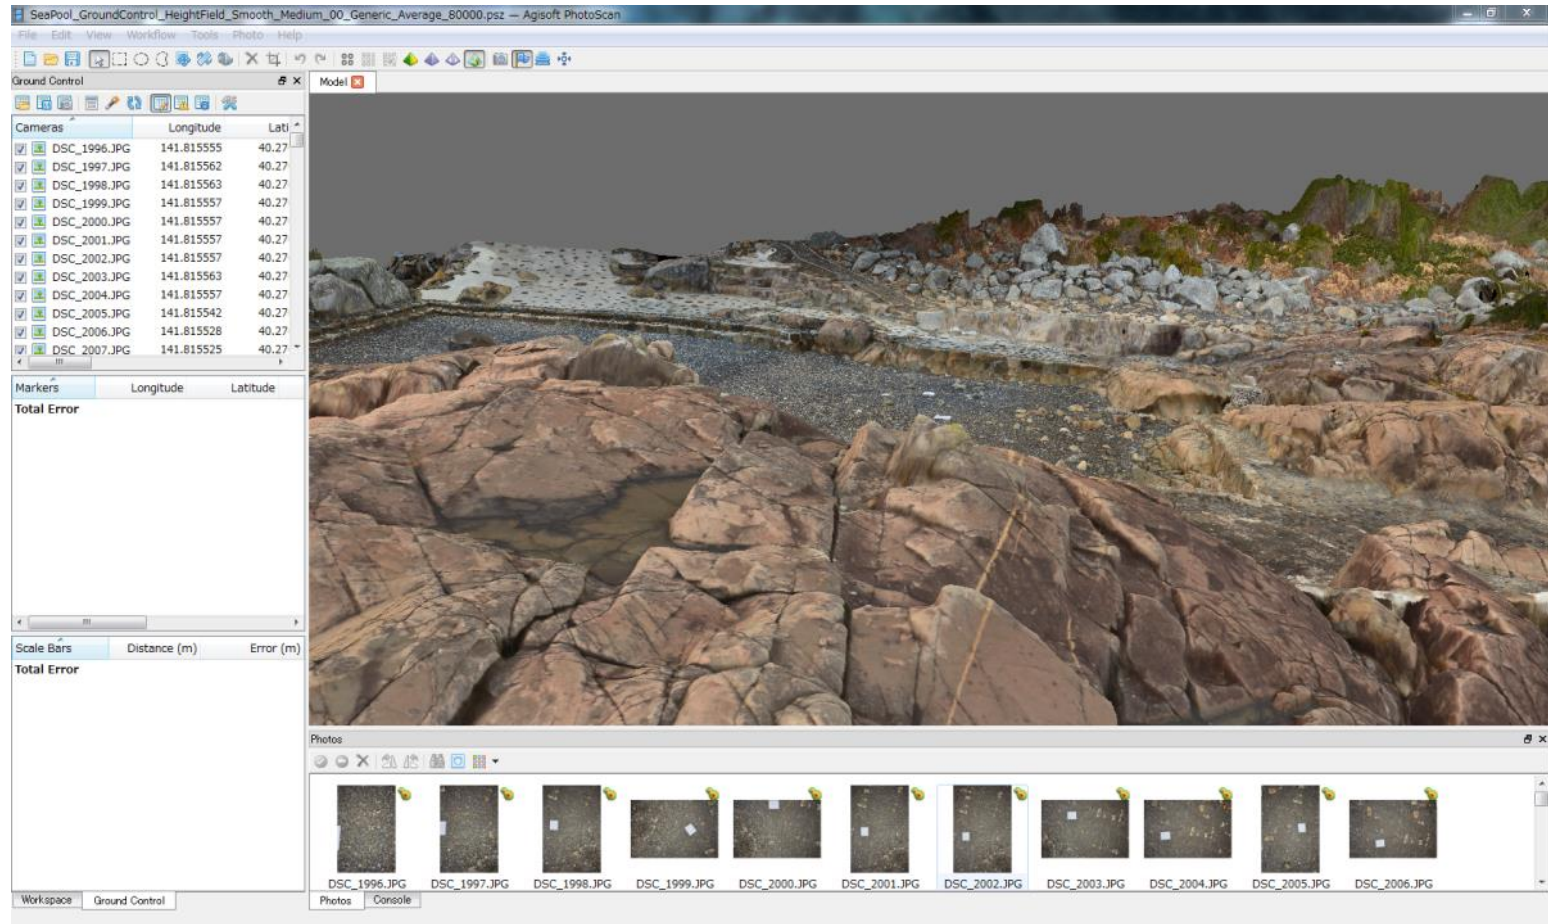 SeaPool_GroundControl_HeightField_Smooth_Medium_00_Generic_Average_80000.psz — Agisoft PhotoScan
File Edit View Workflow Tools Photo Help
Ground Control
Model
Cameras Longitude Lati
DSC_1996.JPG 141.815555 40.27
DSC_1997.JPG 141.815562 40.27
DSC_1998.JPG 141.815563 40.27
DSC_1999.JPG 141.815557 40.27
DSC_2000.JPG 141.815557 40.27
DSC_2001.JPG 141.815557 40.27
DSC_2002.JPG 141.815557 40.27
DSC_2003.JPG 141.815563 40.27
DSC_2004.JPG 141.815557 40.27
DSC_2005.JPG 141.815542 40.27
DSC_2006.JPG 141.815528 40.27
DSC_2007.JPG 141.815525 40.27
Markers Longitude Latitude
Total Error
Scale Bars Distance (m) Error (m)
Total Error
Workspace Ground Control
Photos
DSC_1996.JPG DSC_1997.JPG DSC_1998.JPG DSC_1999.JPG DSC_2000.JPG DSC_2001.JPG DSC_2002.JPG DSC_2003.JPG DSC_2004.JPG DSC_2005.JPG DSC_2006.JPG
Photos Console